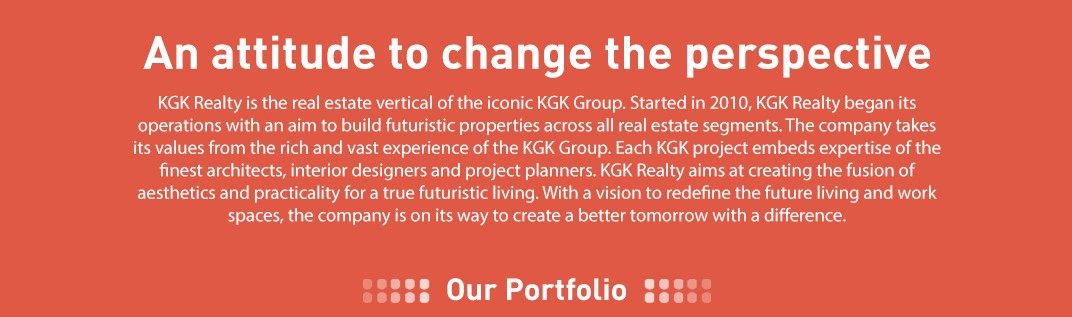 An attitude to change the perspective
KGK Realty is the real estate vertical of the iconic KGK Group. Started in 2010, KGK Realty began its
operations with an aim to build futuristic properties across all real estate segments. The company takes
its values from the rich and vast experience of the KGK Group. Each KGK project embeds expertise of the
finest architects, interior designers and project planners. KGK Realty aims at creating the fusion of
aesthetics and practicality for a true futuristic living. With a vision to redefine the future living and work
spaces, the company is on its way to create a better tomorrow with a difference.
Our Portfolio